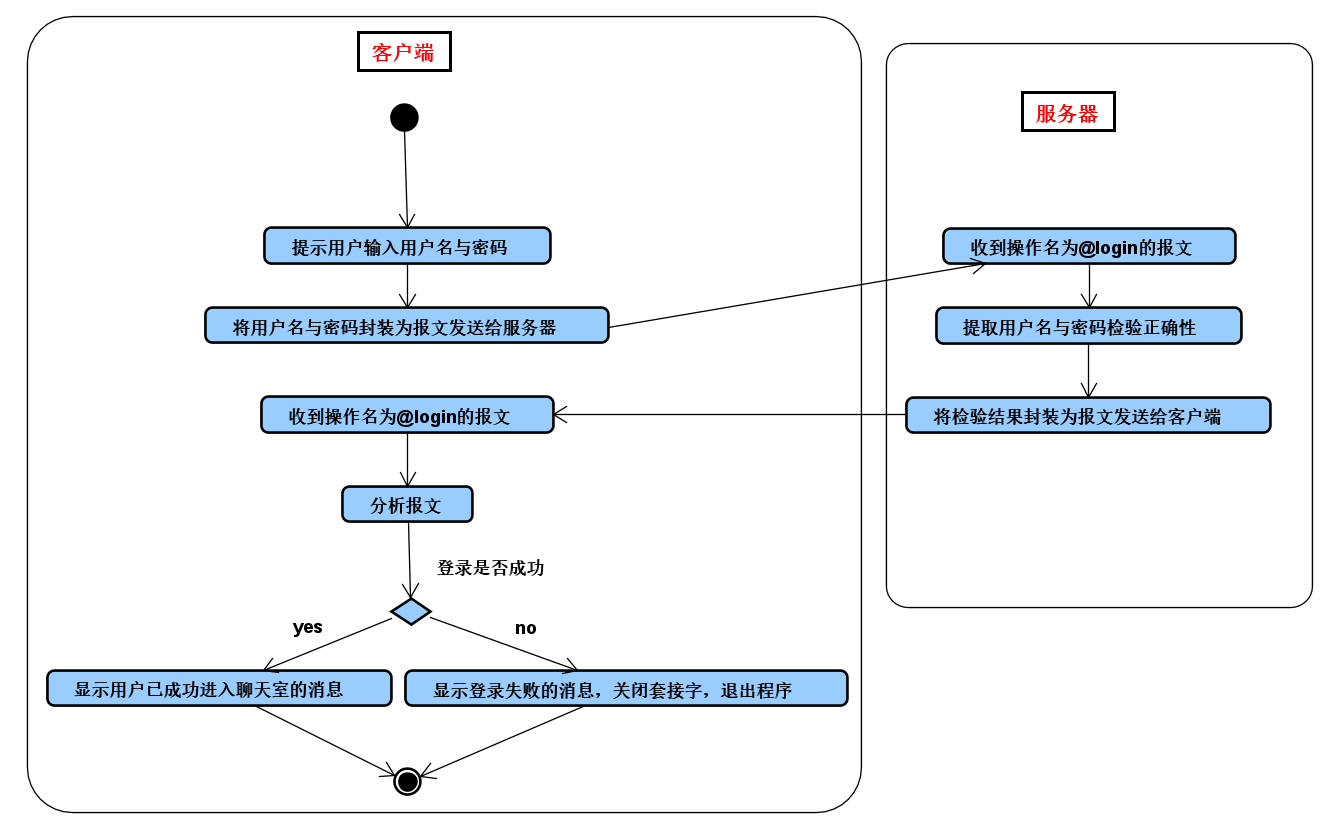 客户端
服务器
提示用户输入用户名与密码
将用户名与密码封装为报文发送给服务器
收到操作名为@login的报文
提取用户名与密码检验正确性
将检验结果封装为报文发送给客户端
收到操作名为@login的报文
分析报文
登录是否成功
yes
no
显示用户已成功进入聊天室的消息
显示登录失败的消息，关闭套接字，退出程序